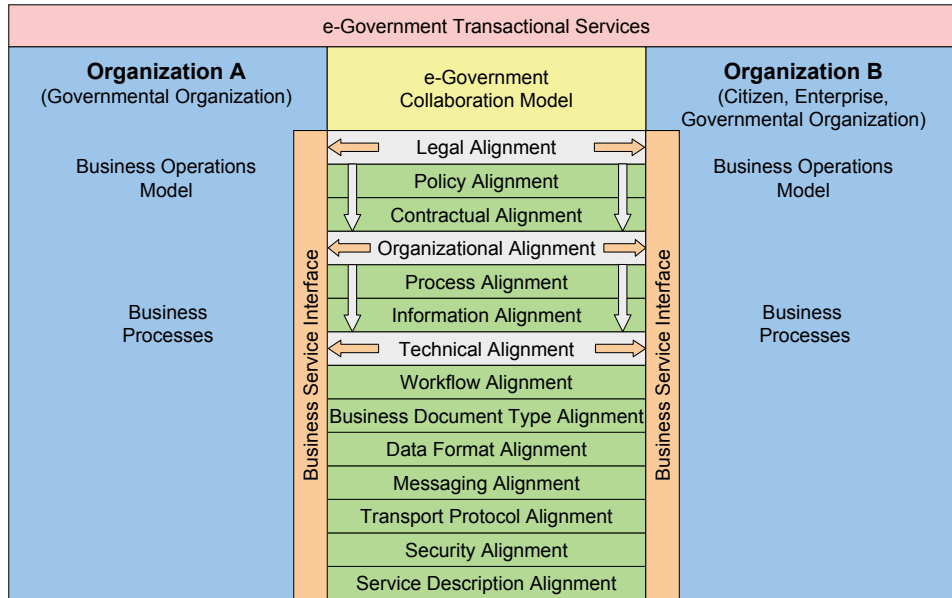 e-Government Transactional Services
Organization A
(Governmental Organization)
Business Operations
Model
Business
Processes
Business Service Interface
e-Government
Collaboration Model
Legal Alignment
Policy Alignment
Contractual Alignment
Organizational Alignment
Process Alignment
Information Alignment
Technical Alignment
Workflow Alignment
Business Document Type Alignment
Data Format Alignment
Messaging Alignment
Transport Protocol Alignment
Security Alignment
Service Description Alignment
Business Service Interface
Organization B
(Citizen, Enterprise,
Governmental Organization)
Business Operations
Model
Business
Processes